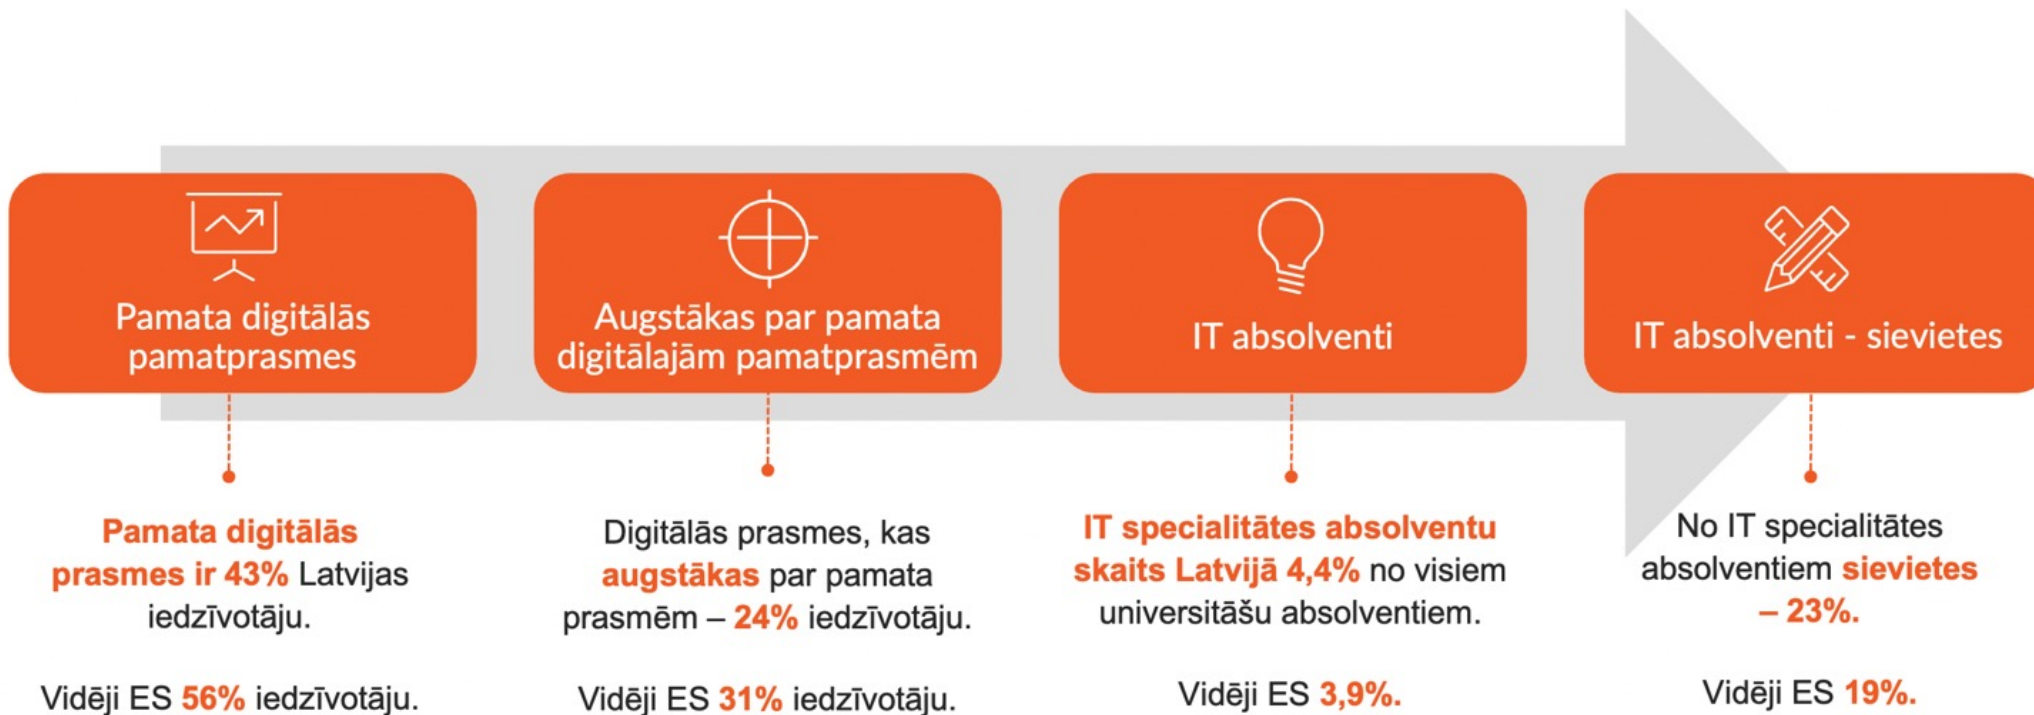 Pamata digitālās
pamatprasmes
Augstākas par pamata
digitālajām pamatprasmēm
IT absolventi
IT absolventi - sievietes
Pamata digitālās
prasmes ir 43% Latvijas
iedzīvotāju.
Vidēji ES 56% iedzīvotāju.
Digitālās prasmes, kas
augstākas par pamata
prasmēm – 24% iedzīvotāju.
Vidēji ES 31% iedzīvotāju.
IT specialitātes absolventu
skaits Latvijā 4,4% no visiem
universitāšu absolventiem.
Vidēji ES 3,9%.
No IT specialitātes
absolventiem sievietes
– 23%.
Vidēji ES 19%.